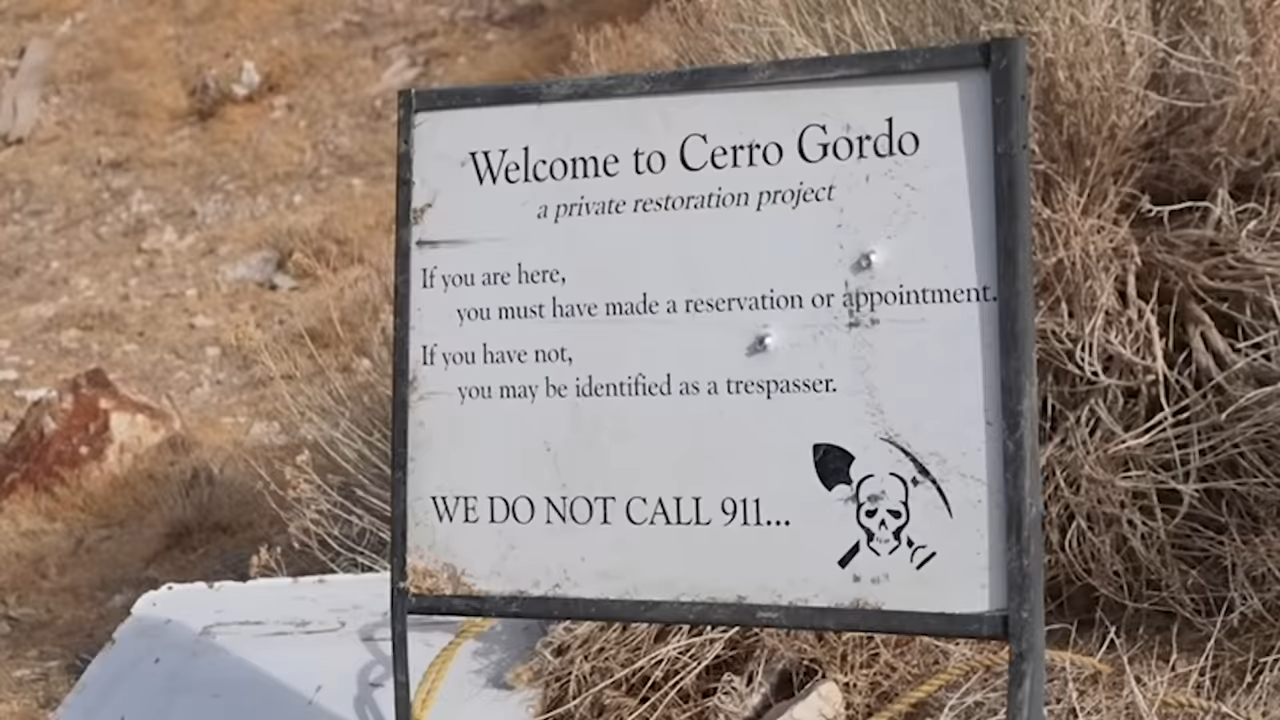 Welcome to Cerro Gordo
a private restoration project
If you are here,
you must have made a reservation or appointment.
If you have not,
you may be identified as a trespasser.
WE DO NOT CALL 911...